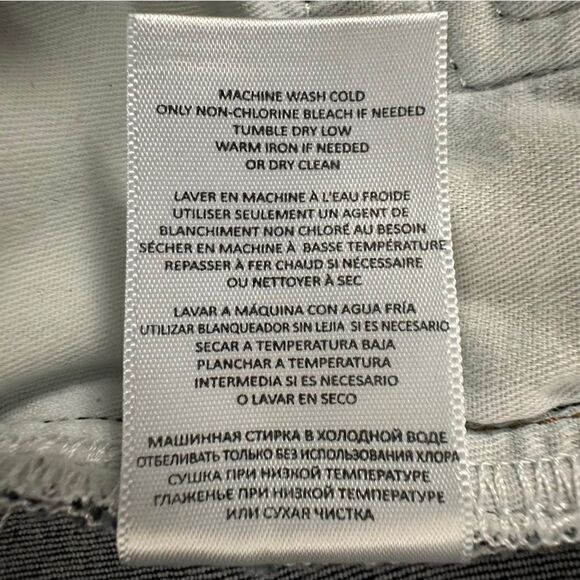 MACHINE WASH COLD
ONLY NON-CHLORINE BLEACH IF NEEDED
TUMBLE DRY LOW
WARM IRON IF NEEDED
OR DRY CLEAN
LAVER EN MACHINE À L'EAU FROIDE
UTILISER SEULEMENT UN AGENT DE
BLANCHIMENT NON CHLORÉ AU BESOIN
SÉCHER EN MACHINE À BASSE TEMPÉRATURE
REPASSER À FER CHAUD SI NÉCESSAIRE
OU NETTOYER À SEC
LAVAR A MÁQUINA CON AGUA FRÍA
UTILIZAR BLANQUEADOR SIN LEJIA SI ES NECESARIO
SECAR A TEMPERATURA BAJA
PLANCHAR A TEMPERATURA
INTERMEDIA SI ES NECESARIO
O LAVAR EN SECO
МАШИННАЯ СТИРКА В ХОЛОДНОЙ ВОДЕ
ОТБЕЛИВАТЬ ТОЛЬКО БЕЗ ИСПОЛЬЗОВАНИЯ ХЛОРА
СУШКА ПРИ НИЗКОЙ ТЕМПЕРАТУРЕ
ГЛАЖЕНЬЕ ПРИ НИЗКОЙ ТЕМПЕРАТУРЕ
ИЛИ СУХАЯ ЧИСТКА